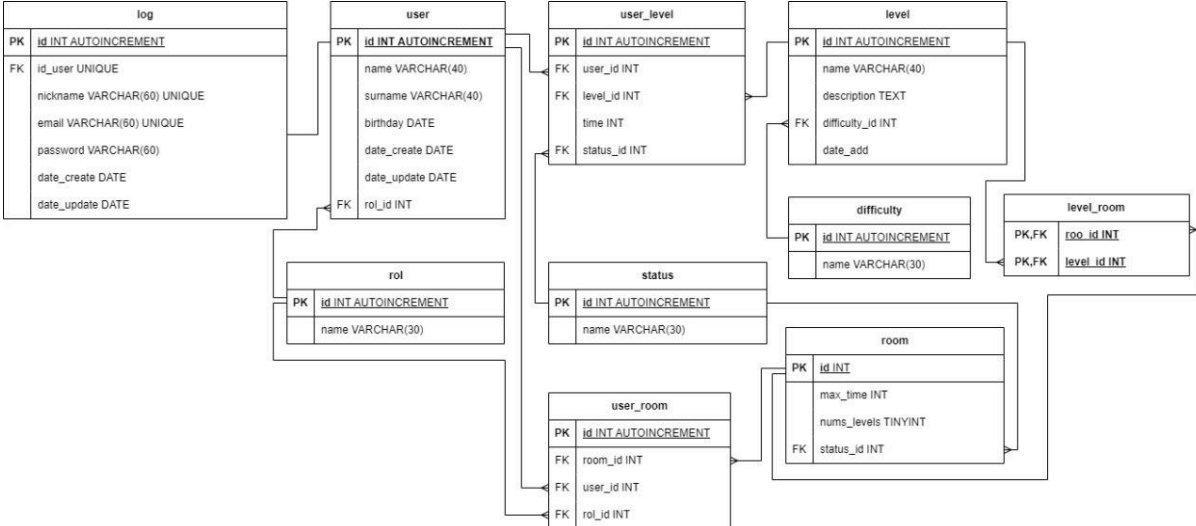 log
PK id INT AUTOINCREMENT
FK id_user UNIQUE
nickname VARCHAR(60) UNIQUE
email VARCHAR(60) UNIQUE
password VARCHAR(60)
date_create DATE
date_update DATE
user
PK id INT AUTOINCREMENT
name VARCHAR(40)
surname VARCHAR(40)
birthday DATE
date_create DATE
date_update DATE
FK rol_id INT
user_level
PK id INT AUTOINCREMENT
FK user_id INT
FK level_id INT
time INT
FK status_id INT
level
PK id INT AUTOINCREMENT
name VARCHAR(40)
description TEXT
FK difficulty_id INT
date_add
difficulty
PK id INT AUTOINCREMENT
name VARCHAR(30)
level_room
PK,FK roo_id INT
PK,FK level_id INT
rol
PK id INT AUTOINCREMENT
name VARCHAR(30)
status
PK id INT AUTOINCREMENT
name VARCHAR(30)
room
PK id INT
max_time INT
nums_levels TINYINT
FK status_id INT
user_room
PK id INT AUTOINCREMENT
FK room_id INT
FK user_id INT
FK rol_id INT